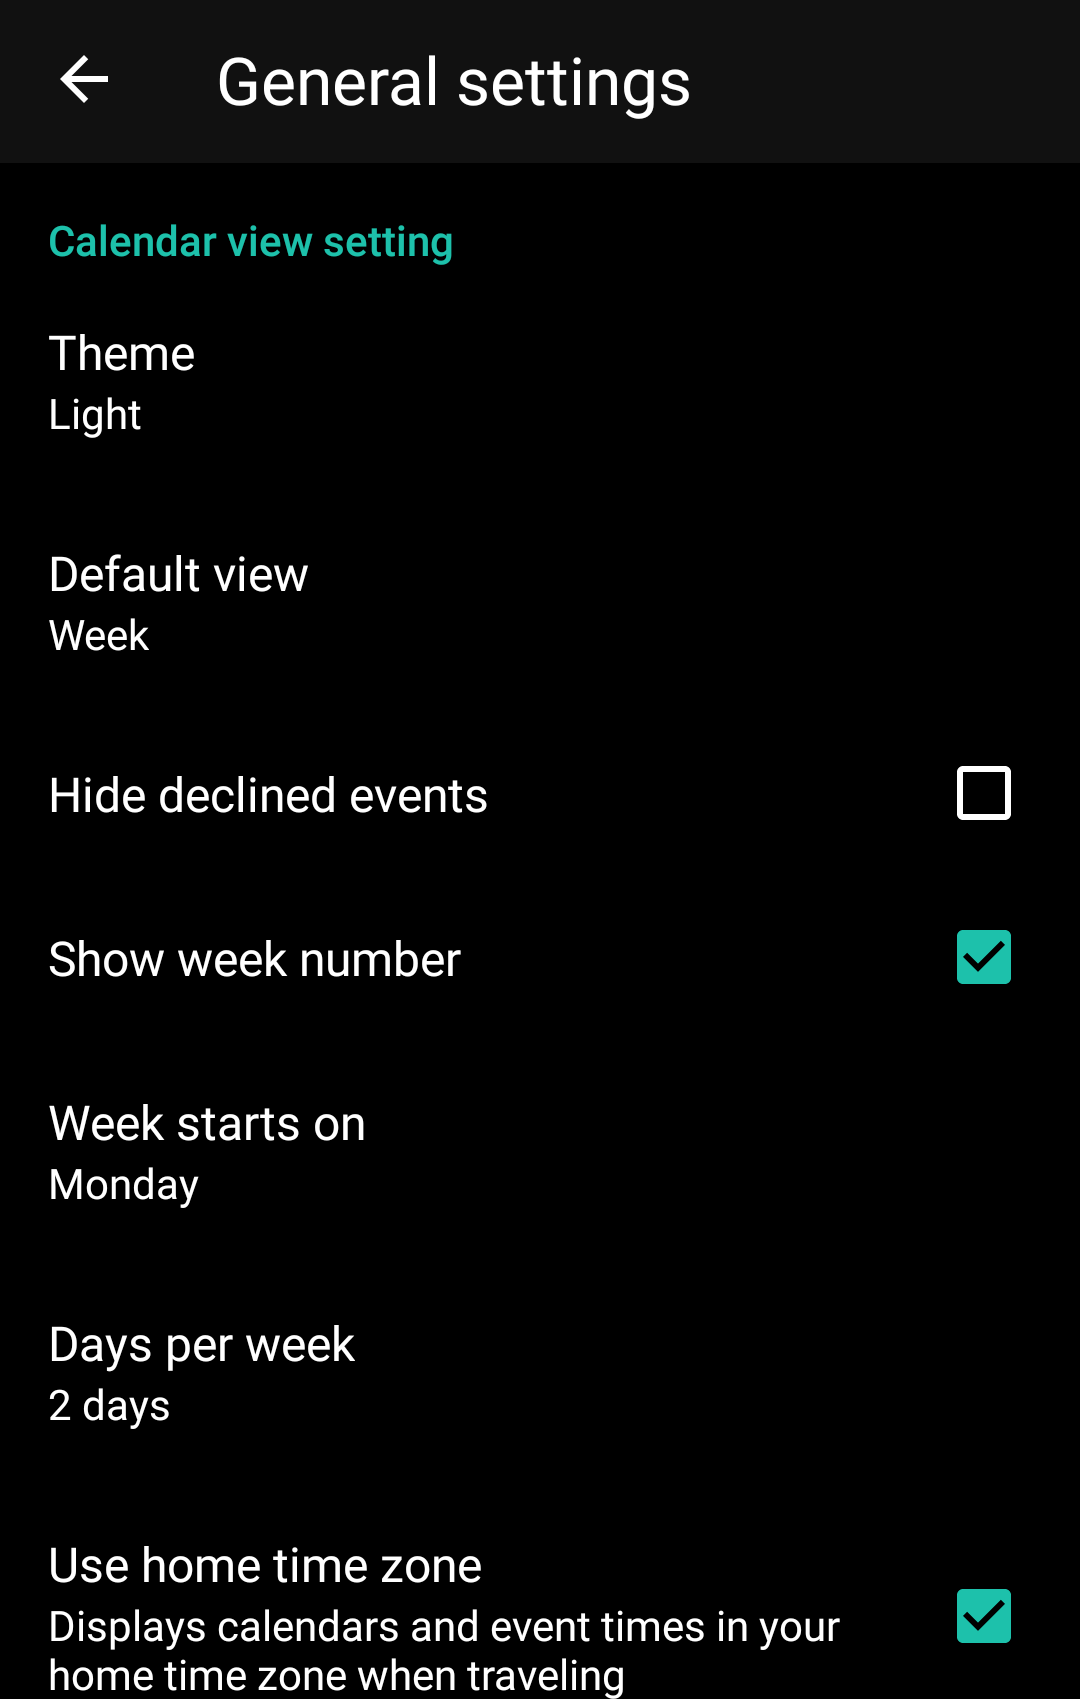 General settings
Calendar view setting
Theme
Light
Default view
Week
Hide declined events
Show week number
Week starts on
Monday
Days per week
2 days
Use home time zone
Displays calendars and event times in your
home time zone when traveling